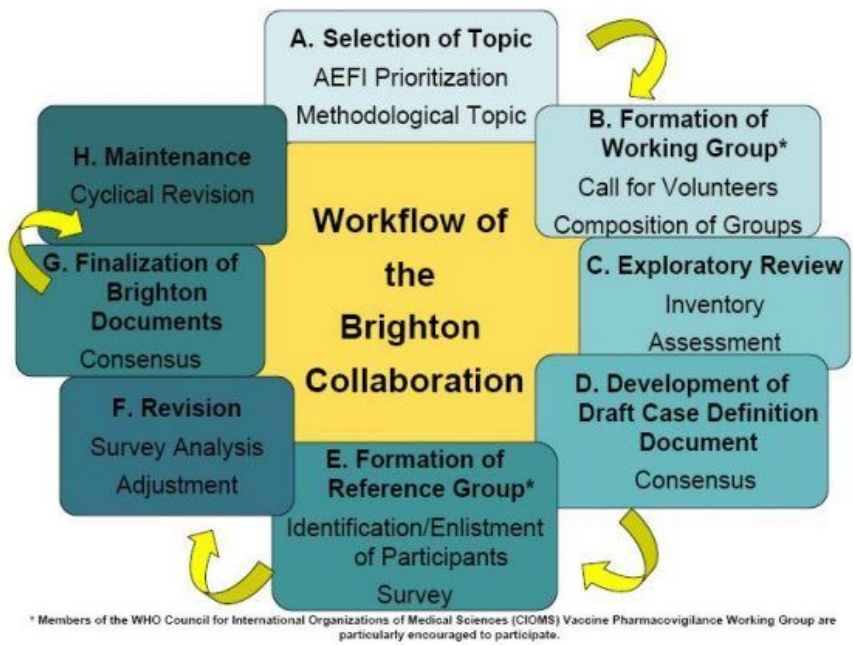 A. Selection of Topic
AEFI Prioritization
Methodological Topic
B. Formation of
Working Group*
Call for Volunteers
Composition of Groups
C. Exploratory Review
Inventory
Assessment
D. Development of
Draft Case Definition
Document
Consensus
E. Formation of
Reference Group*
Identification/Enlistment
of Participants
Survey
F. Revision
Survey Analysis
Adjustment
G. Finalization of
Brighton
Documents
Consensus
H. Maintenance
Cyclical Revision
Workflow of
the
Brighton
Collaboration
* Members of the WHO Council for International Organizations of Medical Sciences (CIOMS) Vaccine Pharmacovigilance Working Group are
particularly encouraged to participate.